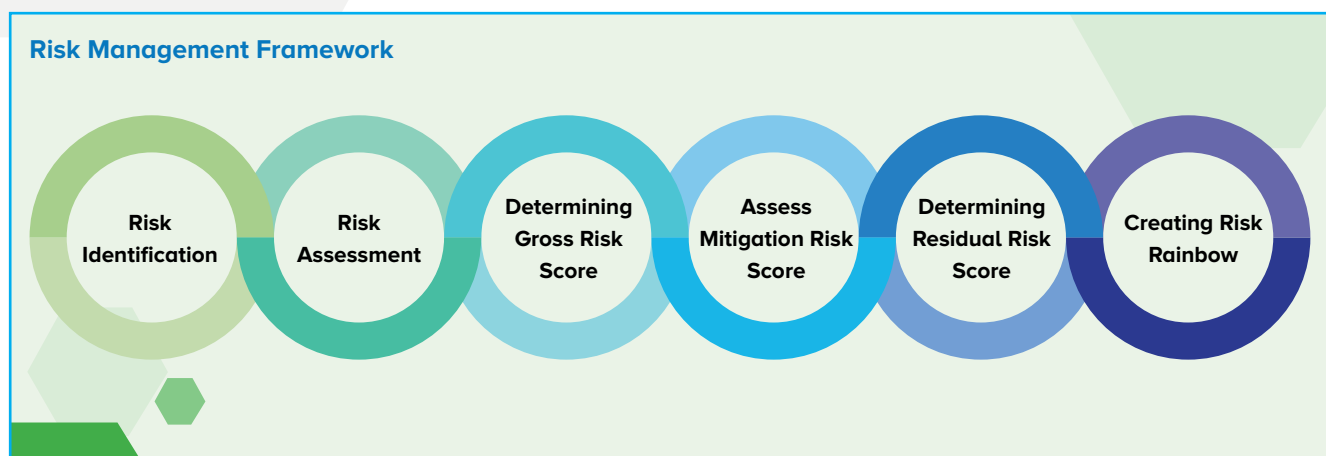 Risk Management Framework
Risk
Identification
Risk
Assessment
Determining
Gross Risk
Score
Assess
Mitigation Risk
Score
Determining
Residual Risk
Score
Creating Risk
Rainbow